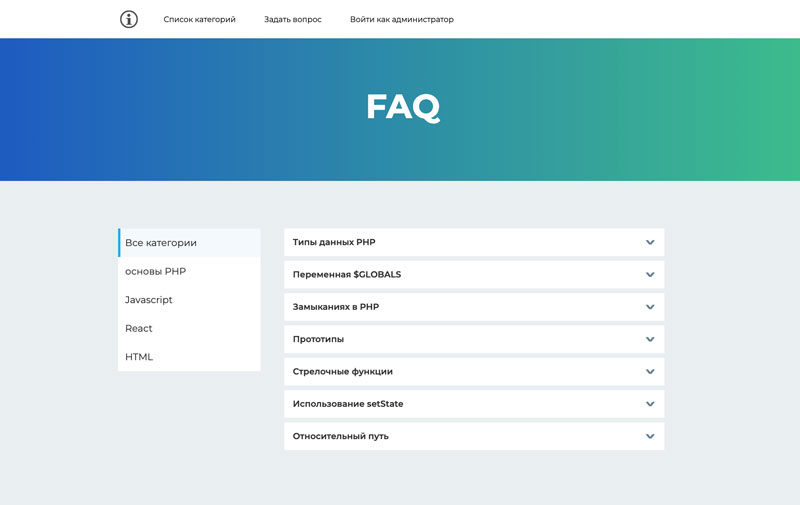 Список категорий
Задать вопрос
Войти как администратор
FAQ
Все категории
основы PHP
Javascript
React
HTML
Типы данных PHP
Переменная $GLOBALS
Замыканиях в PHP
Прототипы
Стрелочные функции
Использование setState
Относительный путь